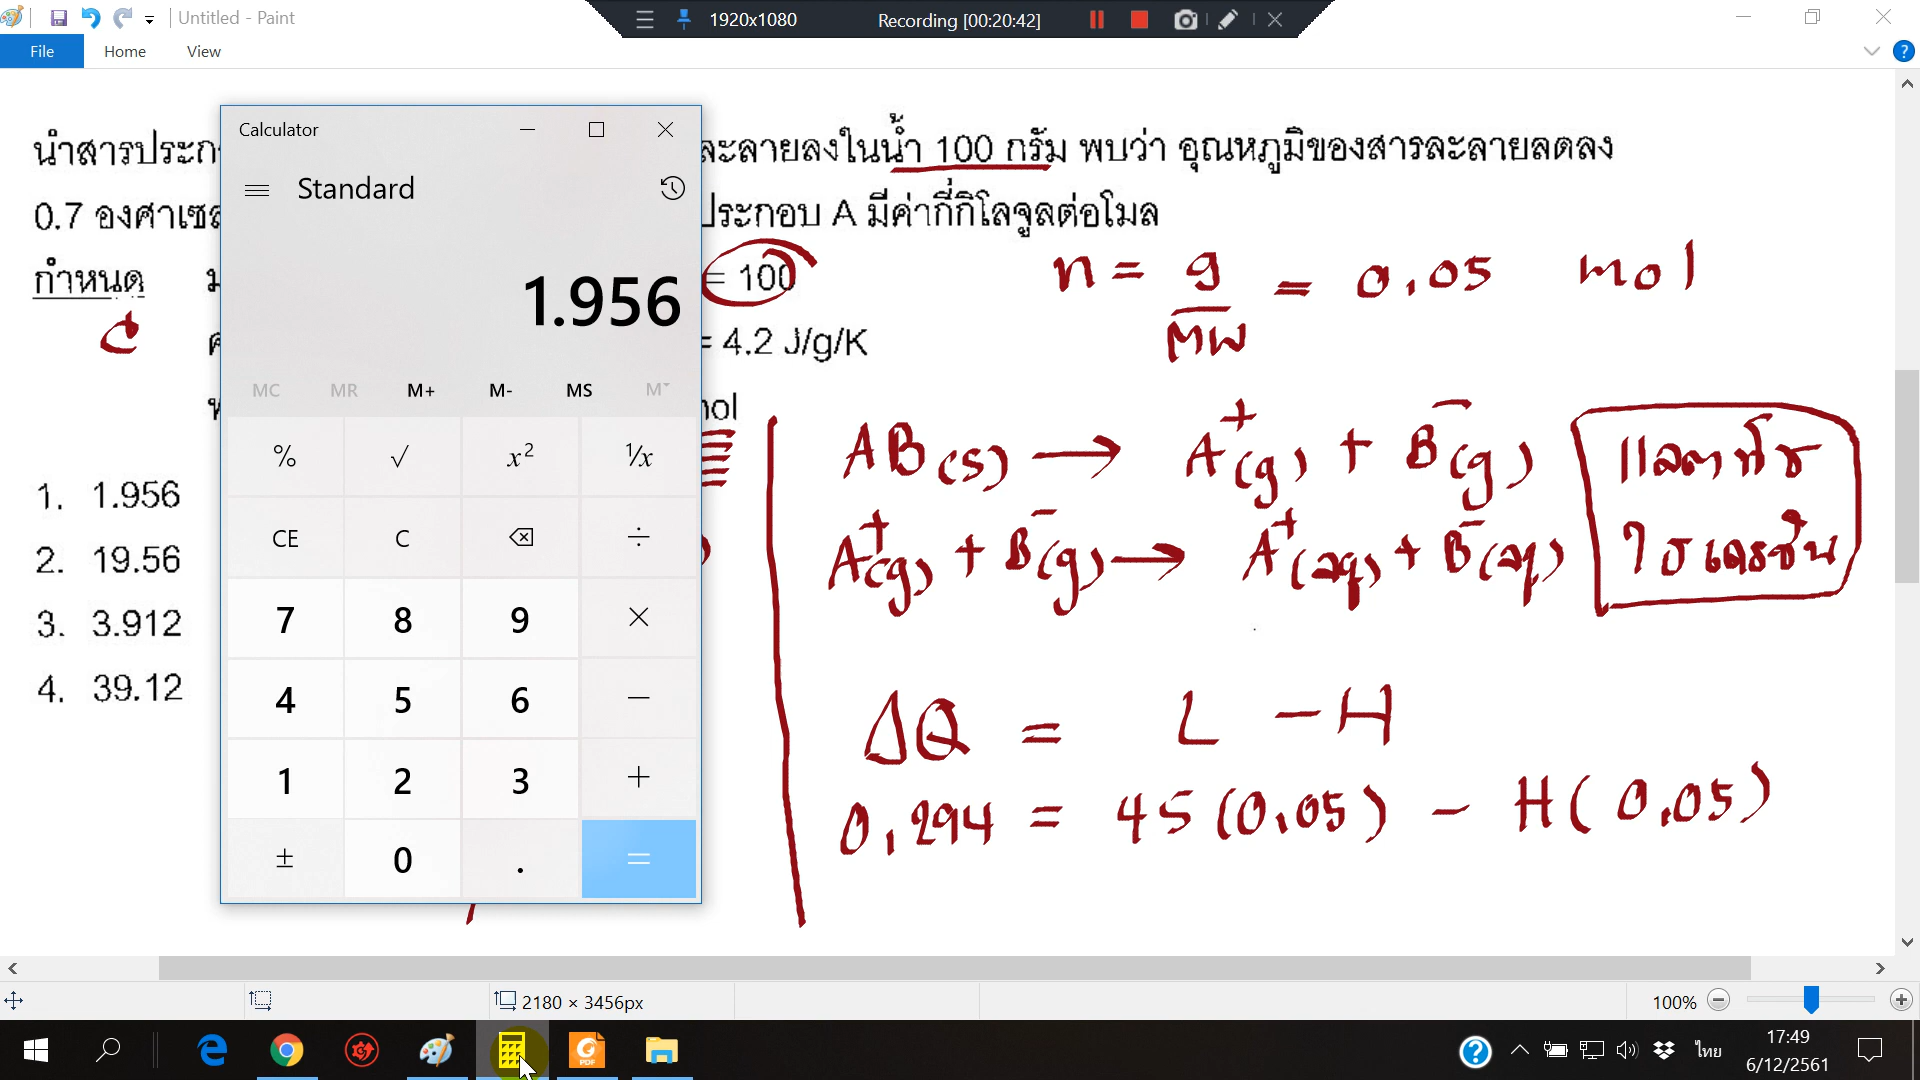 Untitled - Paint
1920x1080
Recording [00:20:42]
File Home View
นำสารประก
ละลายลงในน้ำ 100 กรัม พบว่า อุณหภูมิของสารละลายลดลง
0.7 องศาเซล
ประกอบ A มีค่ากี่กิโลจูลต่อโมล
กำหนด
= 100
= 4.2 J/g/K
nol
1. 1.956
2. 19.56
3. 3.912
4. 39.12
Calculator
Standard
1.956
MC MR M+ M- MS M
% √ x² ¹/x
CE C ÷
7 8 9 ×
4 5 6 −
1 2 3 +
± 0 . =
n = g/MW = 0.05 mol
AB(s) → A⁺(g) + B⁻(g)
แลตทิซ
A⁺(g) + B⁻(g) → A⁺(aq) + B⁻(aq)
ไฮเดรชัน
ΔQ = L − H
0.294 = 45(0.05) − H(0.05)
2180 × 3456px
100%
ไทย
17:49
6/12/2561